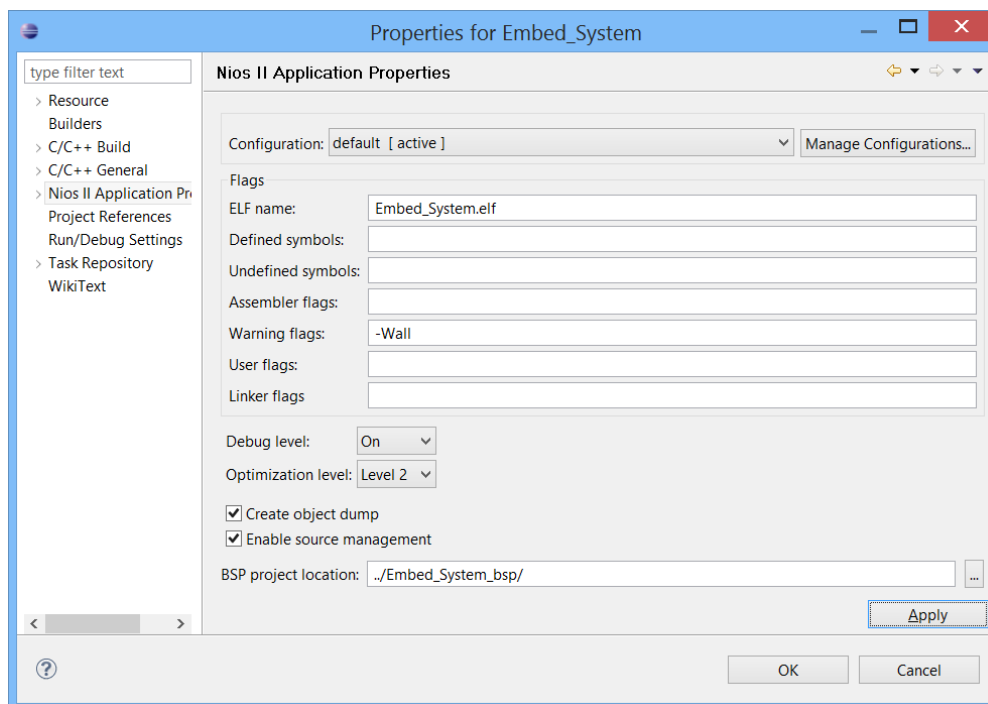 Properties for Embed_System
type filter text
Resource
Builders
C/C++ Build
C/C++ General
Nios II Application Pr
Project References
Run/Debug Settings
Task Repository
WikiText
Nios II Application Properties
Configuration: default [ active ] Manage Configurations...
Flags
ELF name: Embed_System.elf
Defined symbols:
Undefined symbols:
Assembler flags:
Warning flags: -Wall
User flags:
Linker flags
Debug level: On
Optimization level: Level 2
Create object dump
Enable source management
BSP project location: ../Embed_System_bsp/ ...
Apply
OK Cancel